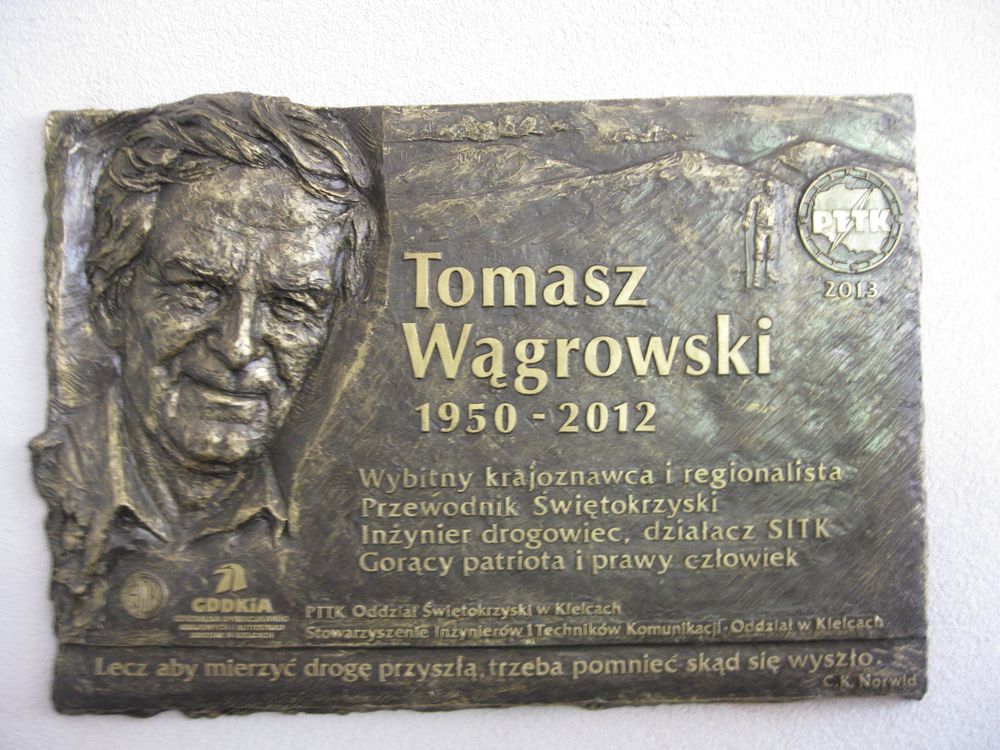 PTTK
2013
Tomasz
Wągrowski
1950 - 2012
Wybitny krajoznawca i regionalista
Przewodnik Świętokrzyski
Inżynier drogowiec, działacz SITK
Gorący patriota i prawy człowiek
GDDKiA
PTTK Oddział Świętokrzyski w Kielcach
Stowarzyszenie Inżynierów i Techników Komunikacji - Oddział w Kielcach
Lecz aby mierzyć drogę przyszłą, trzeba pomnieć skąd się wyszło.
C.K. Norwid